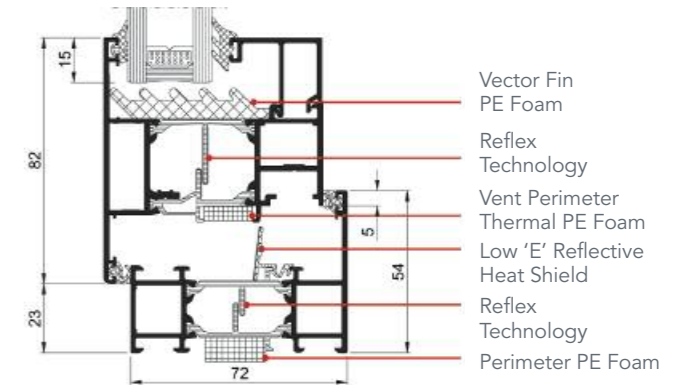 15
82
23
72
5
54
Vector Fin
PE Foam
Reflex
Technology
Vent Perimeter
Thermal PE Foam
Low ‘E’ Reflective
Heat Shield
Reflex
Technology
Perimeter PE Foam